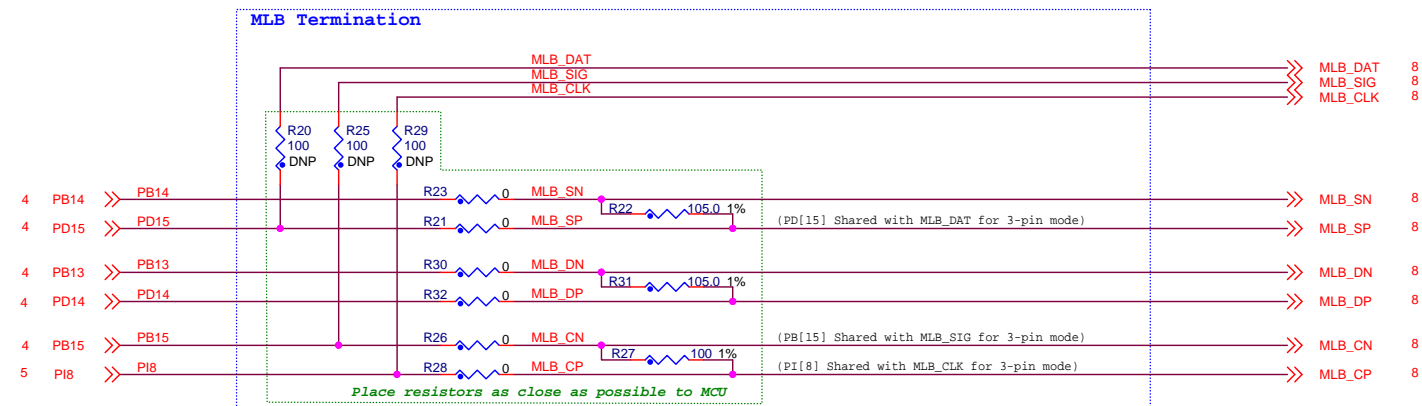 MLB Termination
MLB_DAT MLB_DAT 8
MLB_SIG MLB_SIG 8
MLB_CLK MLB_CLK 8
R20 R25 R29
100 100 100
DNP DNP DNP
4 PB14 PB14 R23 0 MLB_SN MLB_SN 8
R22 105.0 1%
4 PD15 PD15 R21 0 MLB_SP (PD[15] Shared with MLB_DAT for 3-pin mode) MLB_SP 8
4 PB13 PB13 R30 0 MLB_DN MLB_DN 8
R31 105.0 1%
4 PD14 PD14 R32 0 MLB_DP MLB_DP 8
4 PB15 PB15 R26 0 MLB_CN (PB[15] Shared with MLB_SIG for 3-pin mode) MLB_CN 8
R27 100 1%
5 PI8 PI8 R28 0 MLB_CP (PI[8] Shared with MLB_CLK for 3-pin mode) MLB_CP 8
Place resistors as close as possible to MCU